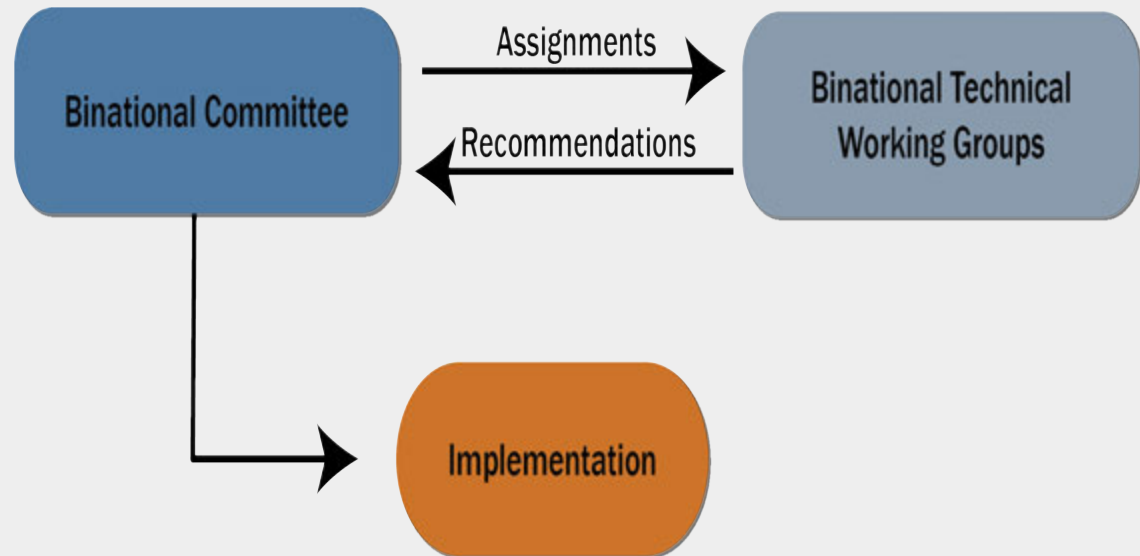 Assignments
Binational Committee
Binational Technical
Working Groups
Recommendations
Implementation